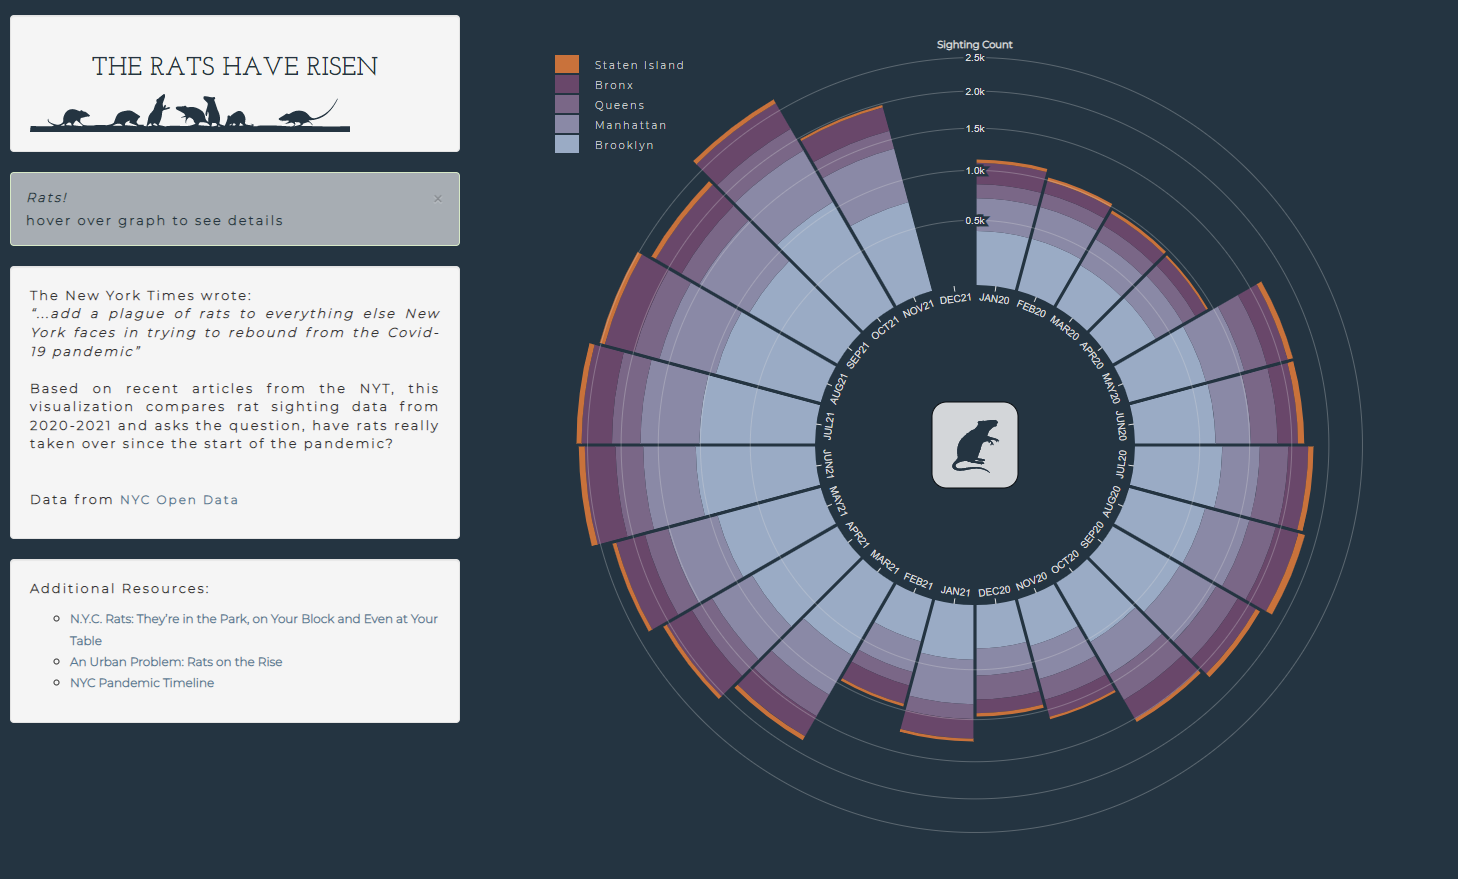 THE RATS HAVE RISEN
Rats!
×
hover over graph to see details
The New York Times wrote:
“...add a plague of rats to everything else New
York faces in trying to rebound from the Covid-
19 pandemic”
Based on recent articles from the NYT, this
visualization compares rat sighting data from
2020-2021 and asks the question, have rats really
taken over since the start of the pandemic?
Data from NYC Open Data
Additional Resources:
N.Y.C. Rats: They’re in the Park, on Your Block and Even at Your
Table
An Urban Problem: Rats on the Rise
NYC Pandemic Timeline
Staten Island
Bronx
Queens
Manhattan
Brooklyn
Sighting Count
2.5k
2.0k
1.5k
1.0k
0.5k
JAN20
FEB20
MAR20
APR20
MAY20
JUN20
JUL20
AUG20
SEP20
OCT20
NOV20
DEC20
JAN21
FEB21
MAR21
APR21
MAY21
JUN21
JUL21
AUG21
SEP21
OCT21
NOV21
DEC21